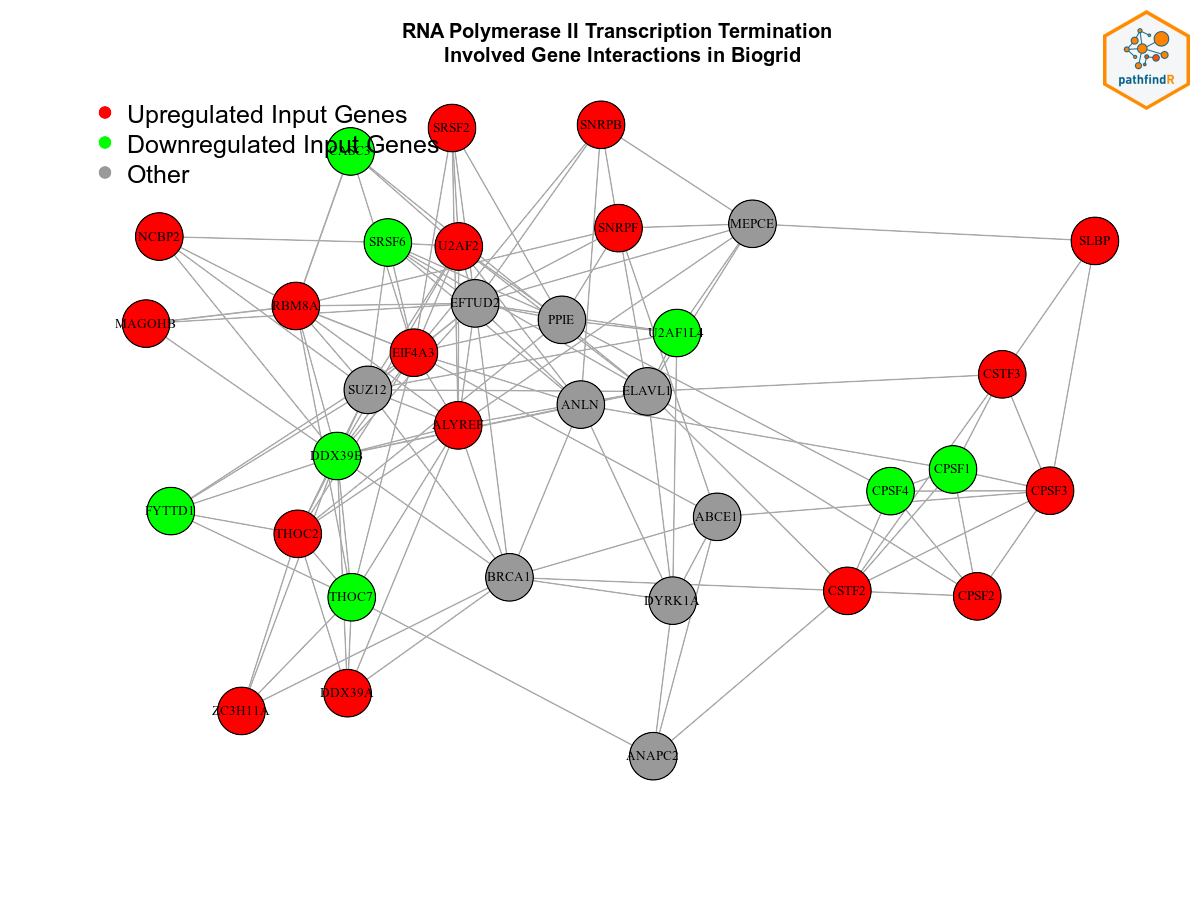 RNA Polymerase II Transcription Termination
Involved Gene Interactions in Biogrid
pathfindR
Upregulated Input Genes
Downregulated Input Genes
Other
CASC3
SRSF2
SNRPB
NCBP2
SRSF6
U2AF2
SNRPF
MEPCE
SLBP
MAGOHB
RBM8A
EFTUD2
PPIE
U2AF1L4
EIF4A3
SUZ12
ANLN
ELAVL1
CSTF3
ALYREF
DDX39B
CPSF4
CPSF1
CPSF3
FYTTD1
THOC2
ABCE1
THOC7
BRCA1
DYRK1A
CSTF2
CPSF2
ZC3H11A
DDX39A
ANAPC2